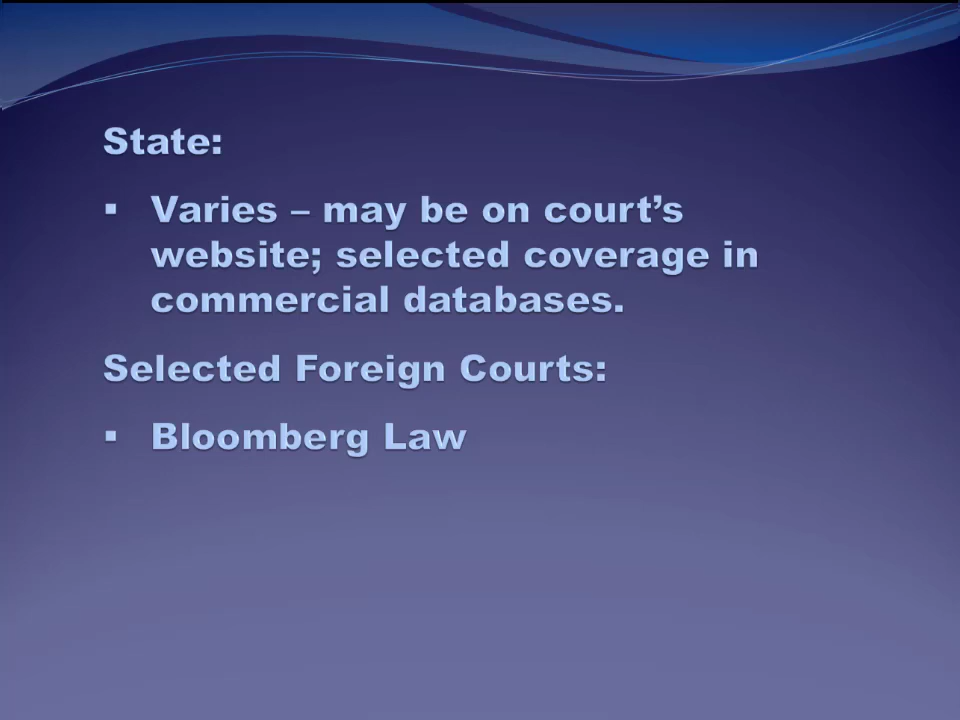 State:
▪ Varies – may be on court’s
website; selected coverage in
commercial databases.
Selected Foreign Courts:
▪ Bloomberg Law